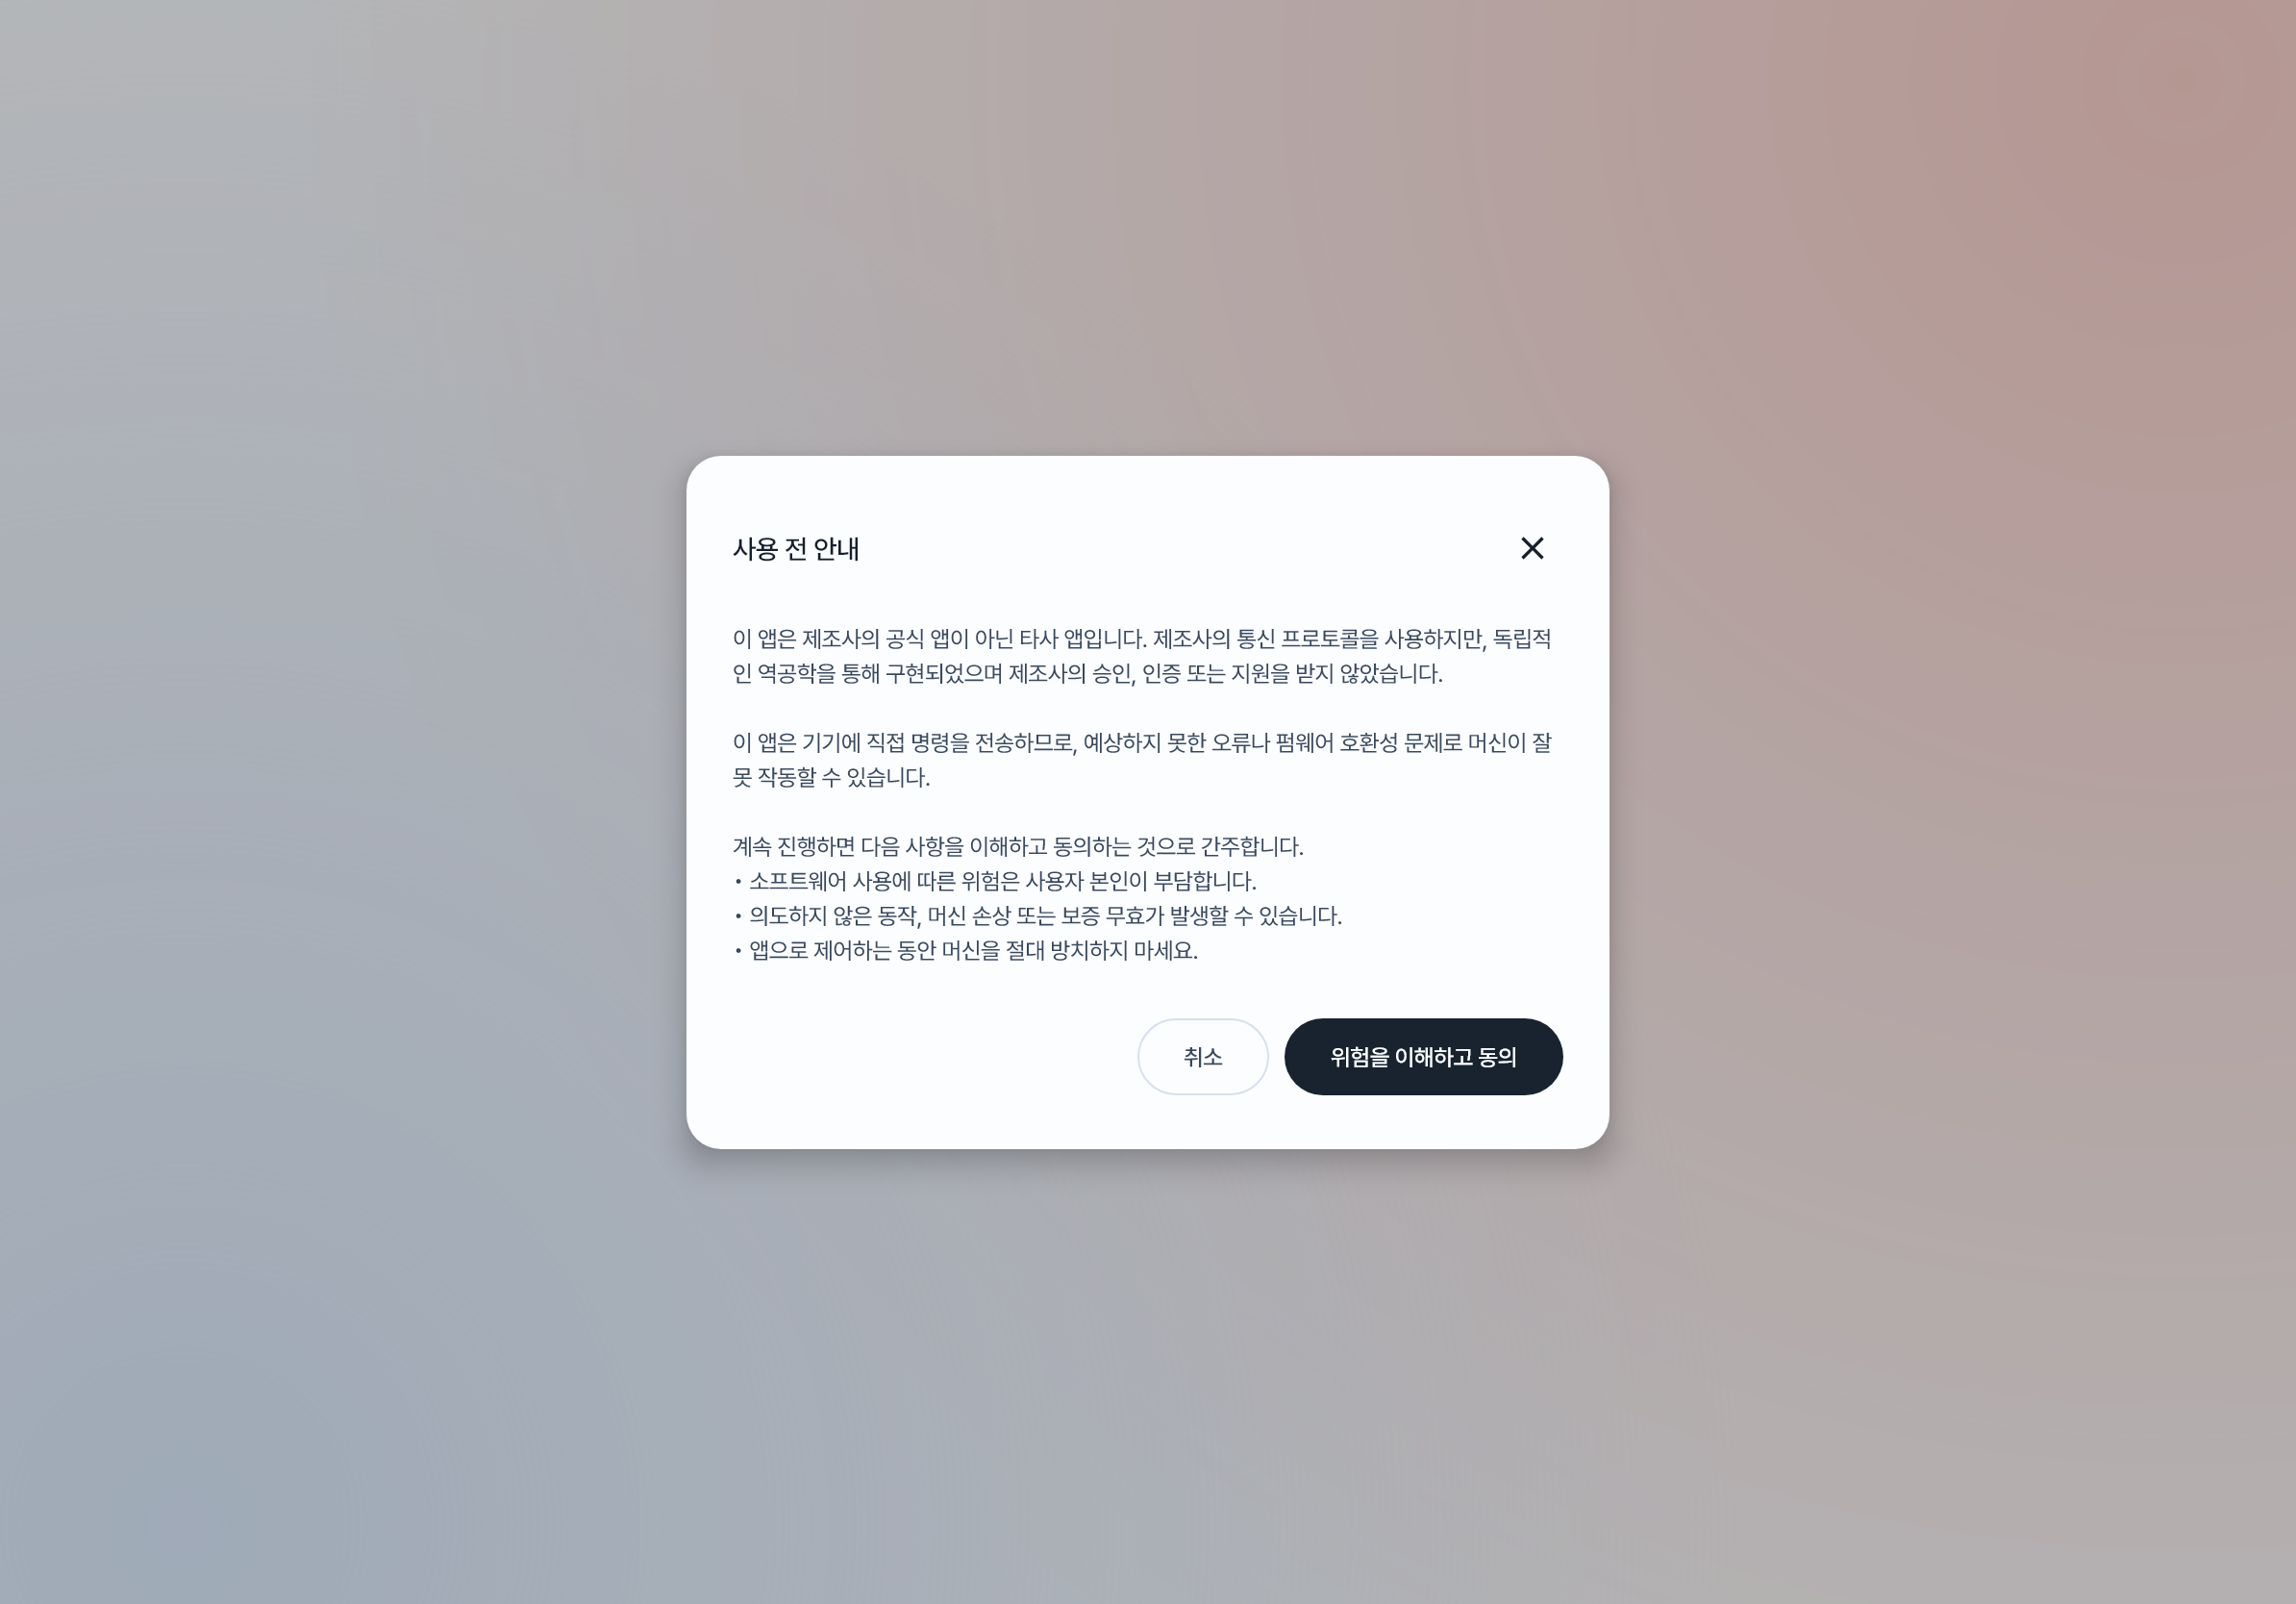 사용 전 안내
이 앱은 제조사의 공식 앱이 아닌 타사 앱입니다. 제조사의 통신 프로토콜을 사용하지만, 독립적
인 역공학을 통해 구현되었으며 제조사의 승인, 인증 또는 지원을 받지 않았습니다.
이 앱은 기기에 직접 명령을 전송하므로, 예상하지 못한 오류나 펌웨어 호환성 문제로 머신이 잘
못 작동할 수 있습니다.
계속 진행하면 다음 사항을 이해하고 동의하는 것으로 간주합니다.
• 소프트웨어 사용에 따른 위험은 사용자 본인이 부담합니다.
• 의도하지 않은 동작, 머신 손상 또는 보증 무효가 발생할 수 있습니다.
• 앱으로 제어하는 동안 머신을 절대 방치하지 마세요.
취소
위험을 이해하고 동의